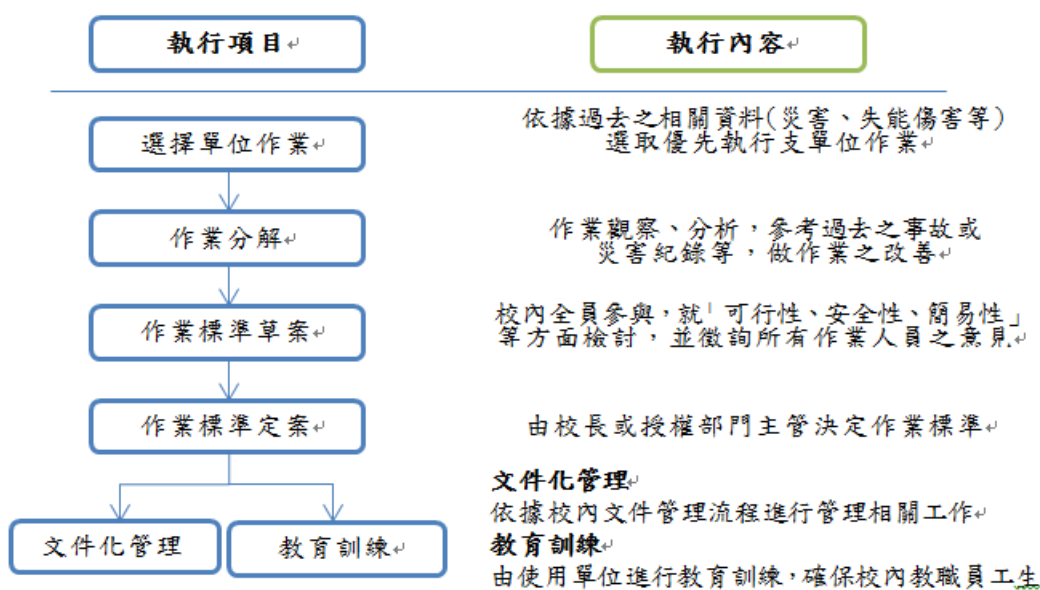 執行項目
執行內容
選擇單位作業
依據過去之相關資料(災害、失能傷害等)
選取優先執行支單位作業
作業分解
作業觀察、分析，參考過去之事故或
災害紀錄等，做作業之改善
作業標準草案
校內全員參與，就「可行性、安全性、簡易性」
等方面檢討，並徵詢所有作業人員之意見
作業標準定案
由校長或授權部門主管決定作業標準
文件化管理
教育訓練
文件化管理
依據校內文件管理流程進行管理相關工作
教育訓練
由使用單位進行教育訓練，確保校內教職員工生